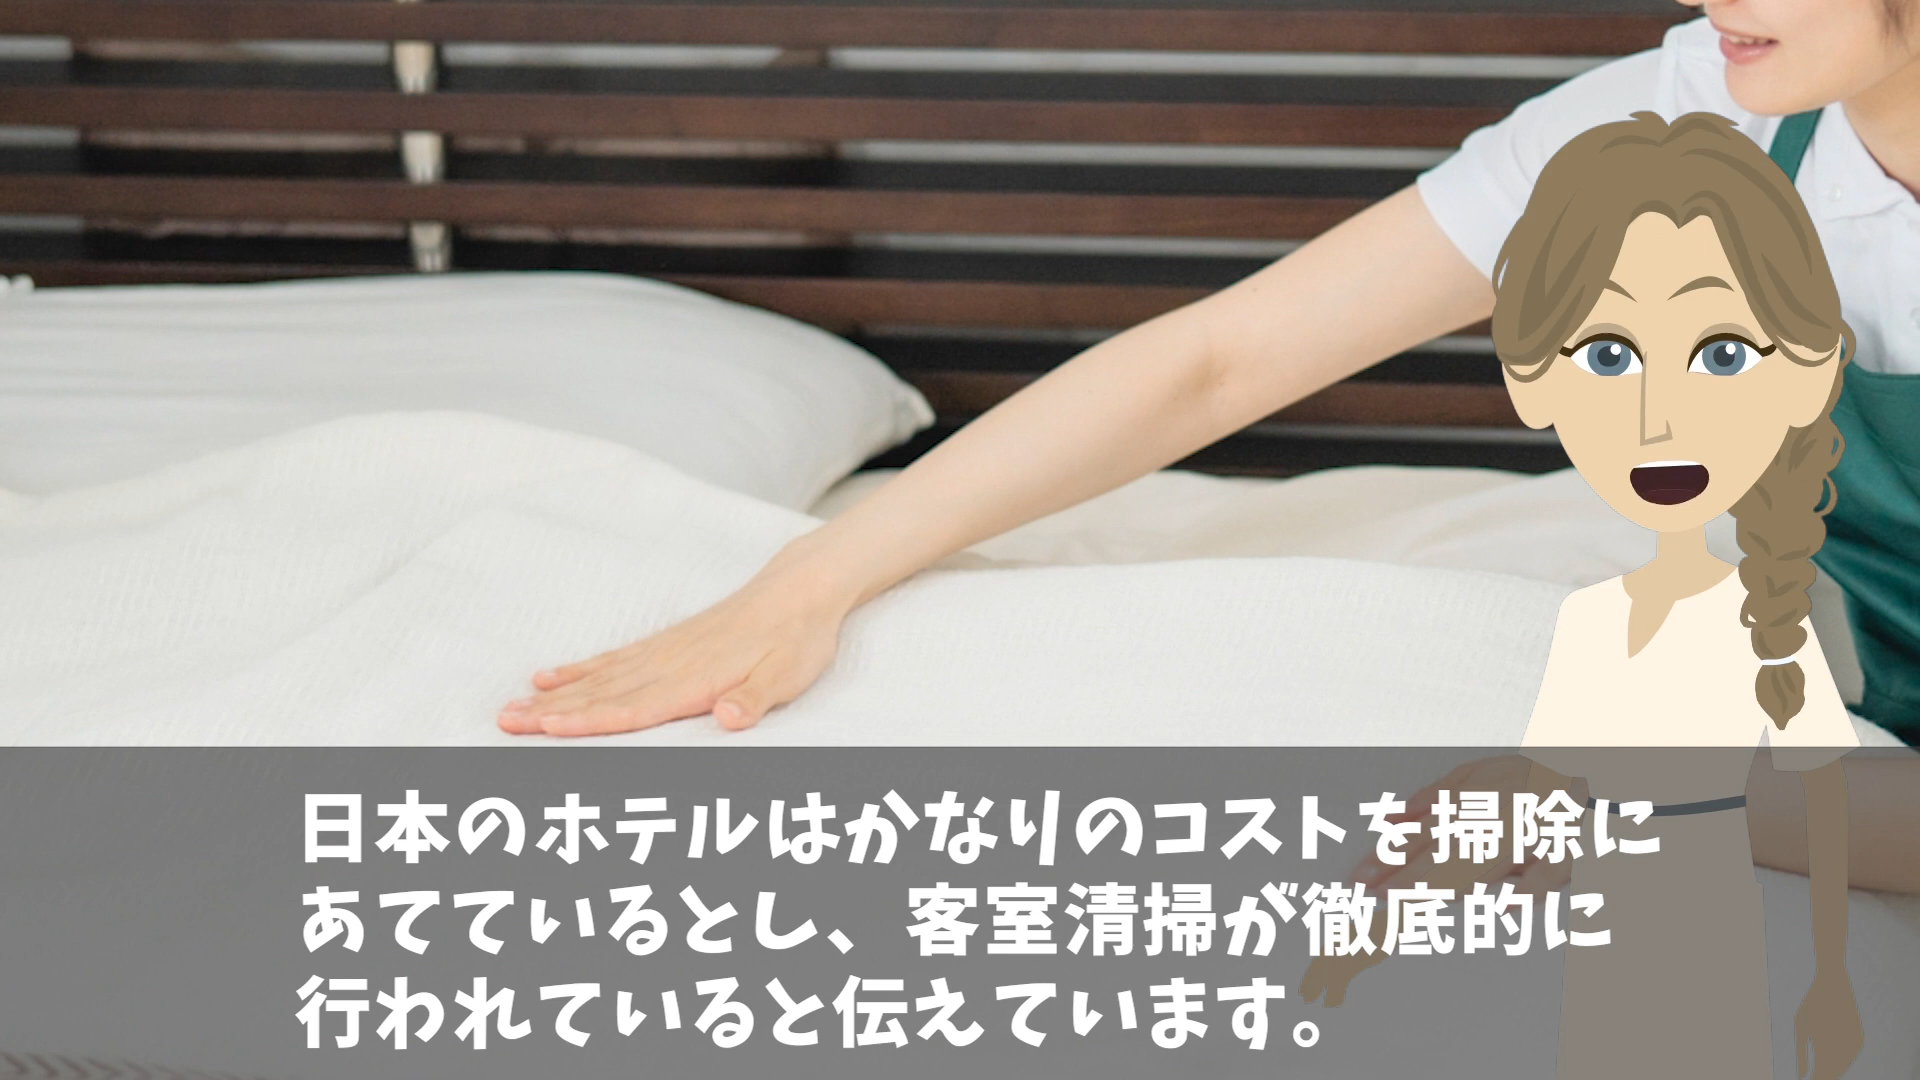 日本のホテルはかなりのコストを掃除に
あてているとし、客室清掃が徹底的に
行われていると伝えています。